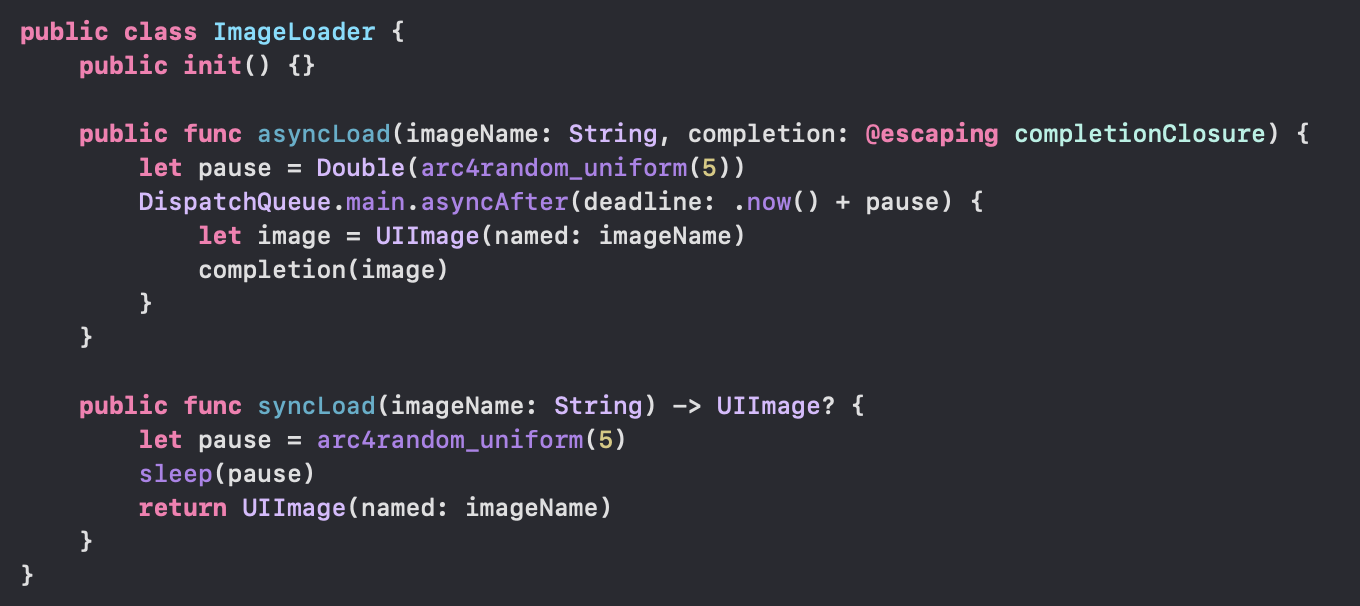 public class ImageLoader {
    public init() {}

    public func asyncLoad(imageName: String, completion: @escaping completionClosure) {
        let pause = Double(arc4random_uniform(5))
        DispatchQueue.main.asyncAfter(deadline: .now() + pause) {
            let image = UIImage(named: imageName)
            completion(image)
        }
    }

    public func syncLoad(imageName: String) -> UIImage? {
        let pause = arc4random_uniform(5)
        sleep(pause)
        return UIImage(named: imageName)
    }
}